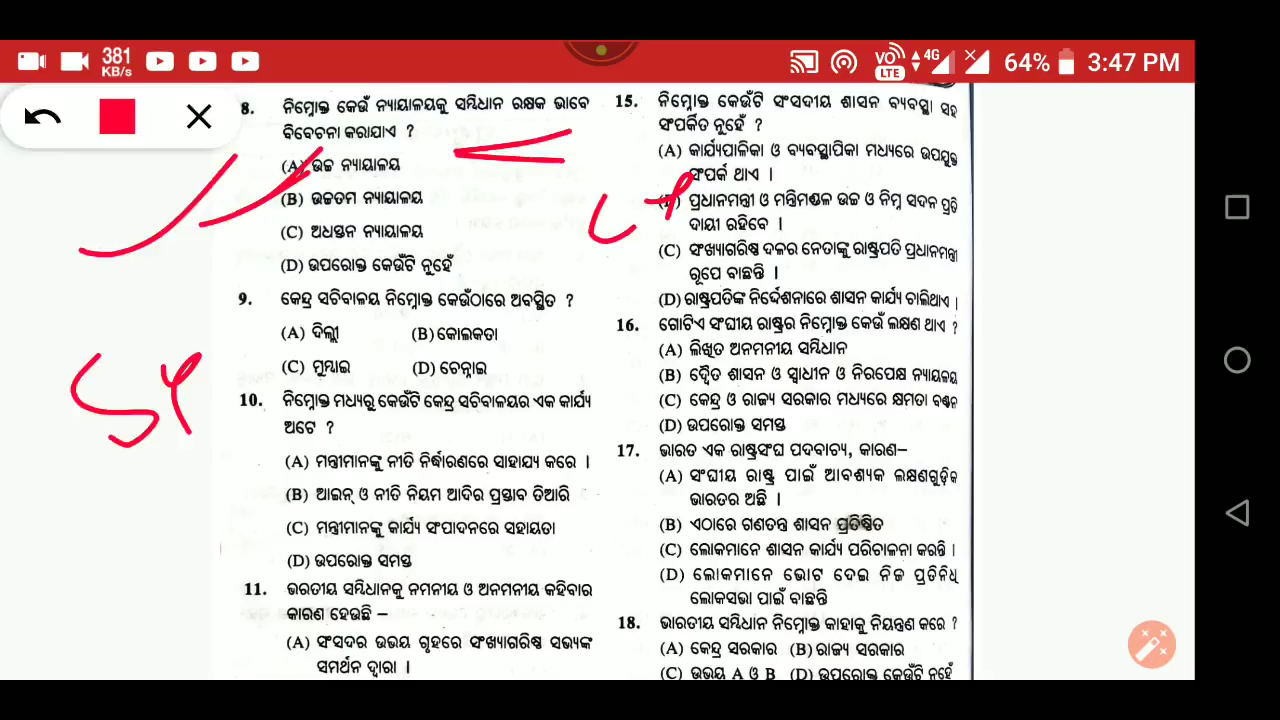 381
KB/s
VO
LTE
4G
64%
3:47 PM
8. ନିମ୍ନୋକ୍ତ କେଉଁ ନ୍ୟାୟାଳୟକୁ ସମ୍ବିଧାନ ରକ୍ଷକ ଭାବେ
ବିବେଚନା କରାଯାଏ ?
(A) ଉଚ୍ଚ ନ୍ୟାୟାଳୟ
(B) ଉଚ୍ଚତମ ନ୍ୟାୟାଳୟ
(C) ଅଧସ୍ତନ ନ୍ୟାୟାଳୟ
(D) ଉପରୋକ୍ତ କେଉଁଟି ନୁହେଁ
9. କେନ୍ଦ୍ର ସଚିବାଳୟ ନିମ୍ନୋକ୍ତ କେଉଁଠାରେ ଅବସ୍ଥିତ ?
(A) ଦିଲ୍ଲୀ (B) କୋଲକତା
(C) ମୁମ୍ବାଇ (D) ଚେନ୍ନାଇ
10. ନିମ୍ନୋକ୍ତ ମଧ୍ୟରୁ କେଉଁଟି କେନ୍ଦ୍ର ସଚିବାଳୟର ଏକ କାର୍ଯ୍ୟ
ଅଟେ ?
(A) ମନ୍ତ୍ରୀମାନଙ୍କୁ ନୀତି ନିର୍ଦ୍ଧାରଣରେ ସାହାଯ୍ୟ କରେ ।
(B) ଆଇନ୍ ଓ ନୀତି ନିୟମ ଆଦିର ପ୍ରସ୍ତାବ ତିଆରି
(C) ମନ୍ତ୍ରୀମାନଙ୍କୁ କାର୍ଯ୍ୟ ସଂପାଦନରେ ସହାୟତା
(D) ଉପରୋକ୍ତ ସମସ୍ତ
11. ଭାରତୀୟ ସମ୍ବିଧାନକୁ ନମନୀୟ ଓ ଅନମନୀୟ କହିବାର
କାରଣ ହେଉଛି –
(A) ସଂସଦର ଉଭୟ ଗୃହରେ ସଂଖ୍ୟାଗରିଷ୍ଠ ସଭ୍ୟଙ୍କ
ସମର୍ଥନ ଦ୍ୱାରା ।
15. ନିମ୍ନୋକ୍ତ କେଉଁଟି ସଂସଦୀୟ ଶାସନ ବ୍ୟବସ୍ଥା ସହ
ସଂପର୍କିତ ନୁହେଁ ?
(A) କାର୍ଯ୍ୟପାଳିକା ଓ ବ୍ୟବସ୍ଥାପିକା ମଧ୍ୟରେ ଉପଯୁକ୍ତ
ସଂପର୍କ ଥାଏ ।
ପ୍ରଧାନମନ୍ତ୍ରୀ ଓ ମନ୍ତ୍ରିମଣ୍ଡଳ ଉଚ୍ଚ ଓ ନିମ୍ନ ସଦନ ପ୍ରତି
ଦାୟୀ ରହିବେ ।
(C) ସଂଖ୍ୟାଗରିଷ୍ଠ ଦଳର ନେତାଙ୍କୁ ରାଷ୍ଟ୍ରପତି ପ୍ରଧାନମନ୍ତ୍ରୀ
ରୂପେ ବାଛନ୍ତି ।
(D) ରାଷ୍ଟ୍ରପତିଙ୍କ ନିର୍ଦ୍ଦେଶନାରେ ଶାସନ କାର୍ଯ୍ୟ ଚାଲିଥାଏ ।
16. ଗୋଟିଏ ସଂଘୀୟ ରାଷ୍ଟ୍ରର ନିମ୍ନୋକ୍ତ କେଉଁ ଲକ୍ଷଣ ଥାଏ ?
(A) ଲିଖିତ ଅନମନୀୟ ସମ୍ବିଧାନ
(B) ଦ୍ୱୈତ ଶାସନ ଓ ସ୍ୱାଧୀନ ଓ ନିରପେକ୍ଷ ନ୍ୟାୟାଳୟ
(C) କେନ୍ଦ୍ର ଓ ରାଜ୍ୟ ସରକାର ମଧ୍ୟରେ କ୍ଷମତା ବଣ୍ଟନ
(D) ଉପରୋକ୍ତ ସମସ୍ତ
17. ଭାରତ ଏକ ରାଷ୍ଟ୍ରସଂଘ ପଦବାଚ୍ୟ, କାରଣ–
(A) ସଂଘୀୟ ରାଷ୍ଟ୍ର ପାଇଁ ଆବଶ୍ୟକ ଲକ୍ଷଣଗୁଡ଼ିକ
ଭାରତର ଅଛି ।
(B) ଏଠାରେ ଗଣତନ୍ତ୍ର ଶାସନ ପ୍ରତିଷ୍ଠିତ
(C) ଲୋକମାନେ ଶାସନ କାର୍ଯ୍ୟ ପରିଚାଳନା କରନ୍ତି ।
(D) ଲୋକମାନେ ଭୋଟ ଦେଇ ନିଜ ପ୍ରତିନିଧି
ଲୋକସଭା ପାଇଁ ବାଛନ୍ତି
18. ଭାରତୀୟ ସମ୍ବିଧାନ ନିମ୍ନୋକ୍ତ କାହାକୁ ନିୟନ୍ତ୍ରଣ କରେ ?
(A) କେନ୍ଦ୍ର ସରକାର (B) ରାଜ୍ୟ ସରକାର
(C) ଉଭୟ A ଓ B (D) ଉପରୋକ୍ତ କେଉଁଟି ନୁହେଁ